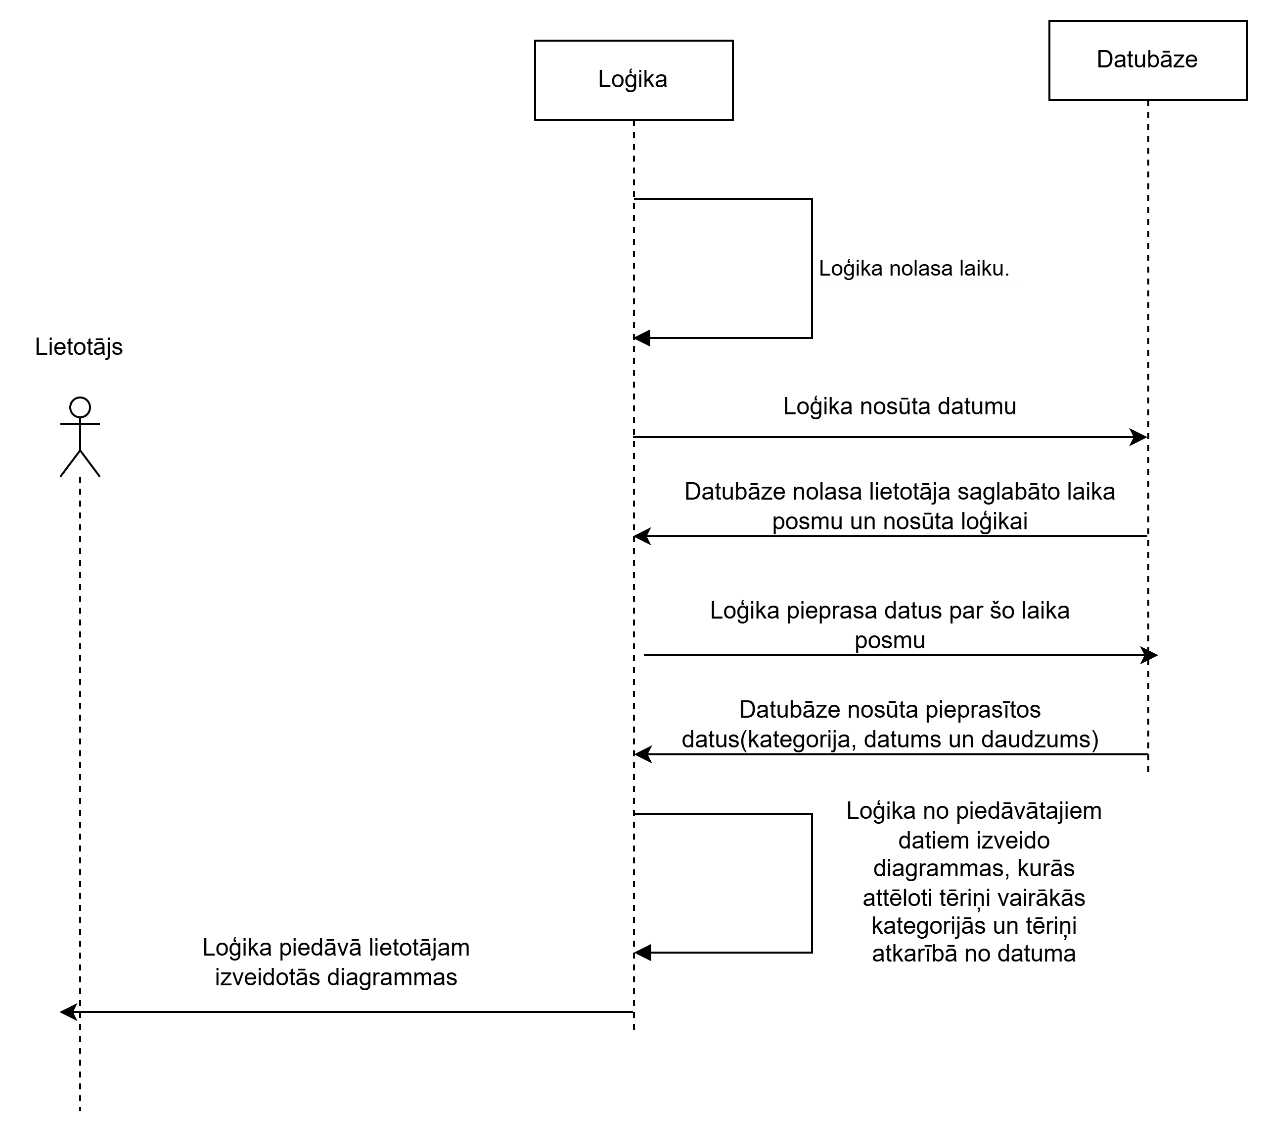 Loģika
Datubāze
Loģika nolasa laiku.
Lietotājs
Loģika nosūta datumu
Datubāze nolasa lietotāja saglabāto laika
posmu un nosūta loģikai
Loģika pieprasa datus par šo laika
posmu
Datubāze nosūta pieprasītos
datus(kategorija, datums un daudzums)
Loģika no piedāvātajiem
datiem izveido
diagrammas, kurās
attēloti tēriņi vairākās
kategorijās un tēriņi
atkarībā no datuma
Loģika piedāvā lietotājam
izveidotās diagrammas